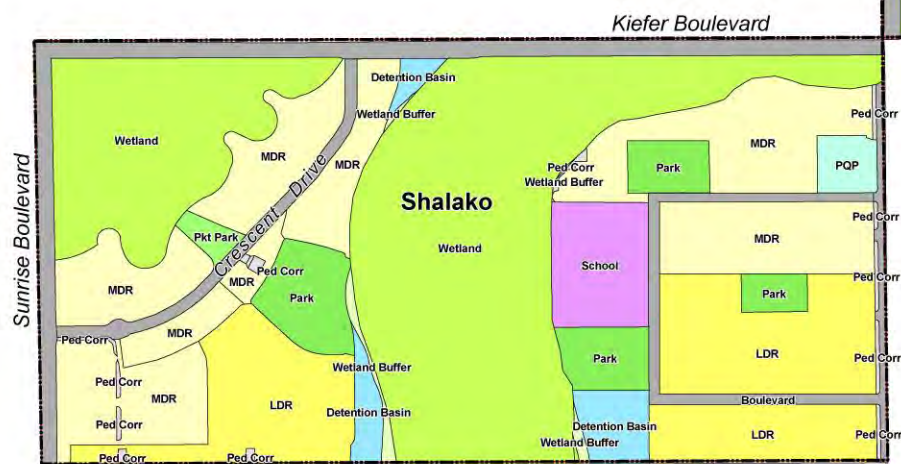 Kiefer Boulevard
Detention Basin
Wetland Buffer
Ped Corr
Wetland
MDR
MDR
MDR
PQP
Ped Corr
Wetland Buffer
Park
Sunrise Boulevard
Crescent Drive
Shalako
Wetland
Ped Corr
Pkt Park
MDR
School
Ped Corr
MDR
Park
Ped Corr
MDR
Park
MDR
Ped Corr
Park
LDR
Ped Corr
Wetland Buffer
Ped Corr
MDR
LDR
Boulevard
Detention Basin
Ped Corr
Detention Basin
Wetland Buffer
LDR
Ped Corr
Ped Corr
Ped Corr